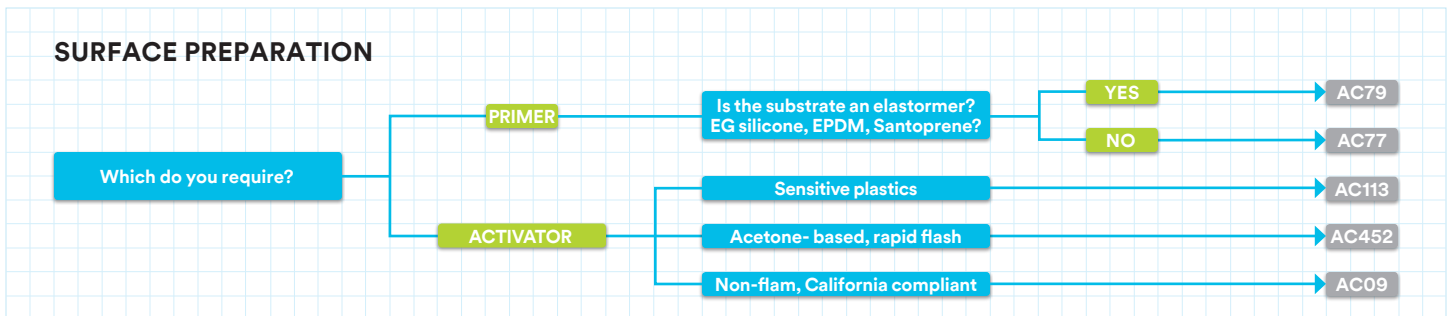 SURFACE PREPARATION
Which do you require?
PRIMER
Is the substrate an elastormer?
EG silicone, EPDM, Santoprene?
YES
AC79
NO
AC77
ACTIVATOR
Sensitive plastics
AC113
Acetone- based, rapid flash
AC452
Non-flam, California compliant
AC09